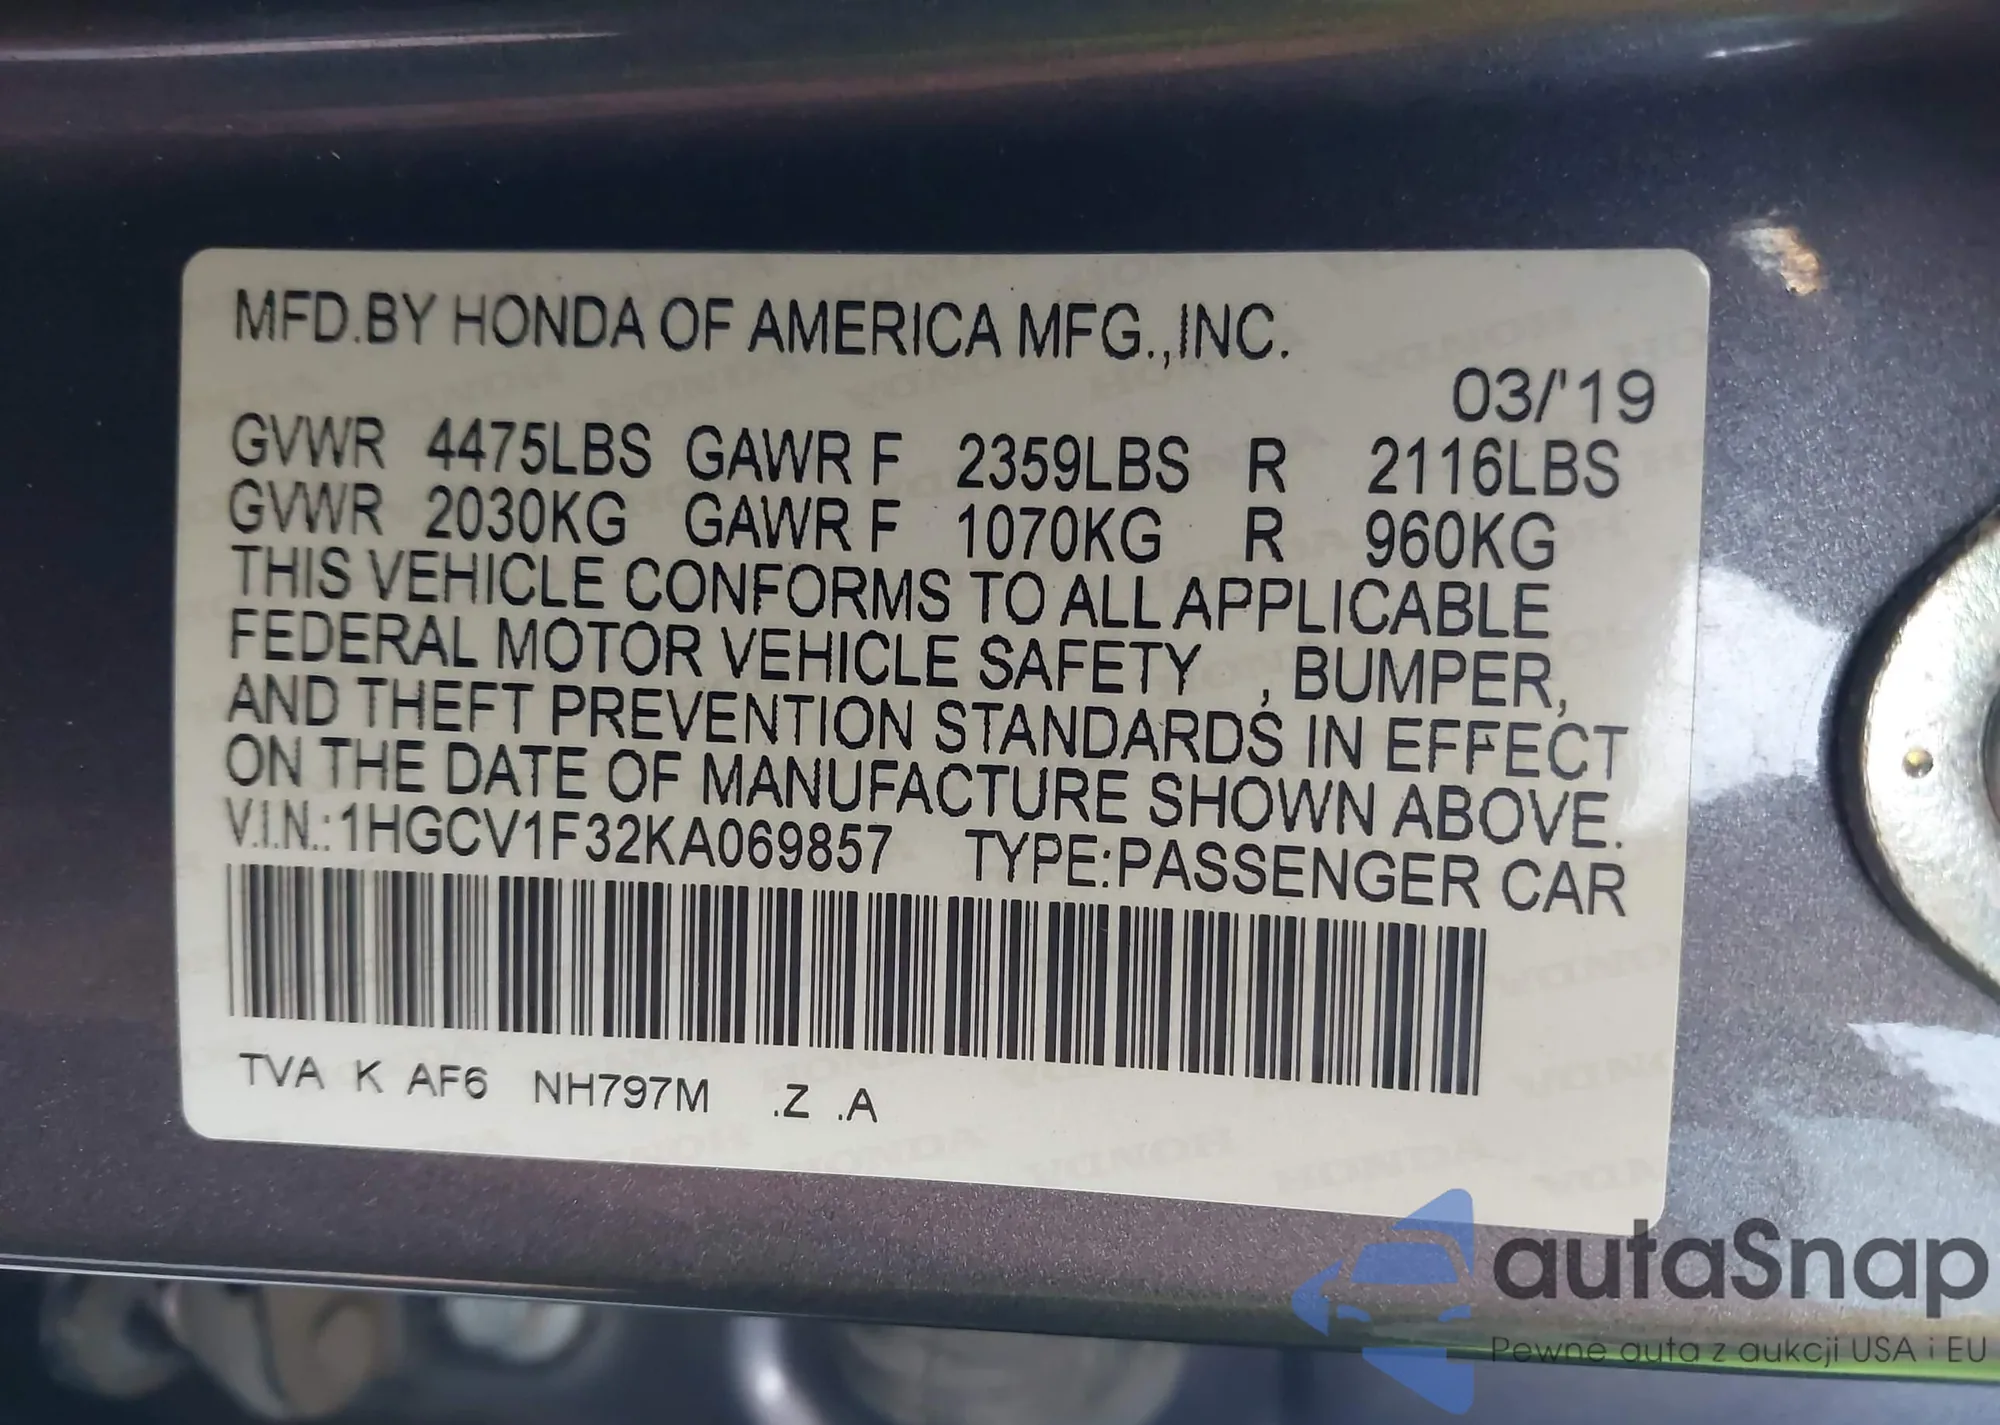 MFD.BY HONDA OF AMERICA MFG.,INC.
03/'19
GVWR 4475LBS GAWR F 2359LBS R 2116LBS
GVWR 2030KG GAWR F 1070KG R 960KG
THIS VEHICLE CONFORMS TO ALL APPLICABLE
FEDERAL MOTOR VEHICLE SAFETY , BUMPER,
AND THEFT PREVENTION STANDARDS IN EFFECT
ON THE DATE OF MANUFACTURE SHOWN ABOVE.
V.I.N.:1HGCV1F32KA069857 TYPE:PASSENGER CAR
TVA K AF6 NH797M .Z .A
autaSnap
Pewne auta z aukcji USA i EU